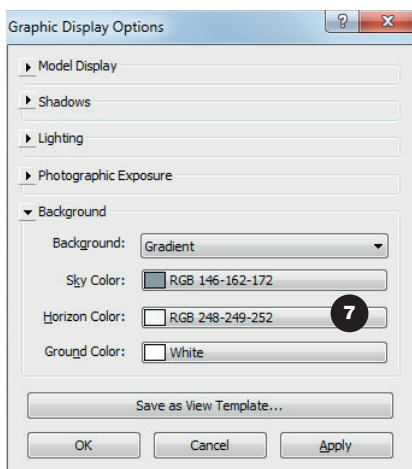 Graphic Display Options
Model Display
Shadows
Lighting
Photographic Exposure
Background
Background: Gradient
Sky Color: RGB 146-162-172
Horizon Color: RGB 248-249-252 7
Ground Color: White
Save as View Template...
OK Cancel Apply